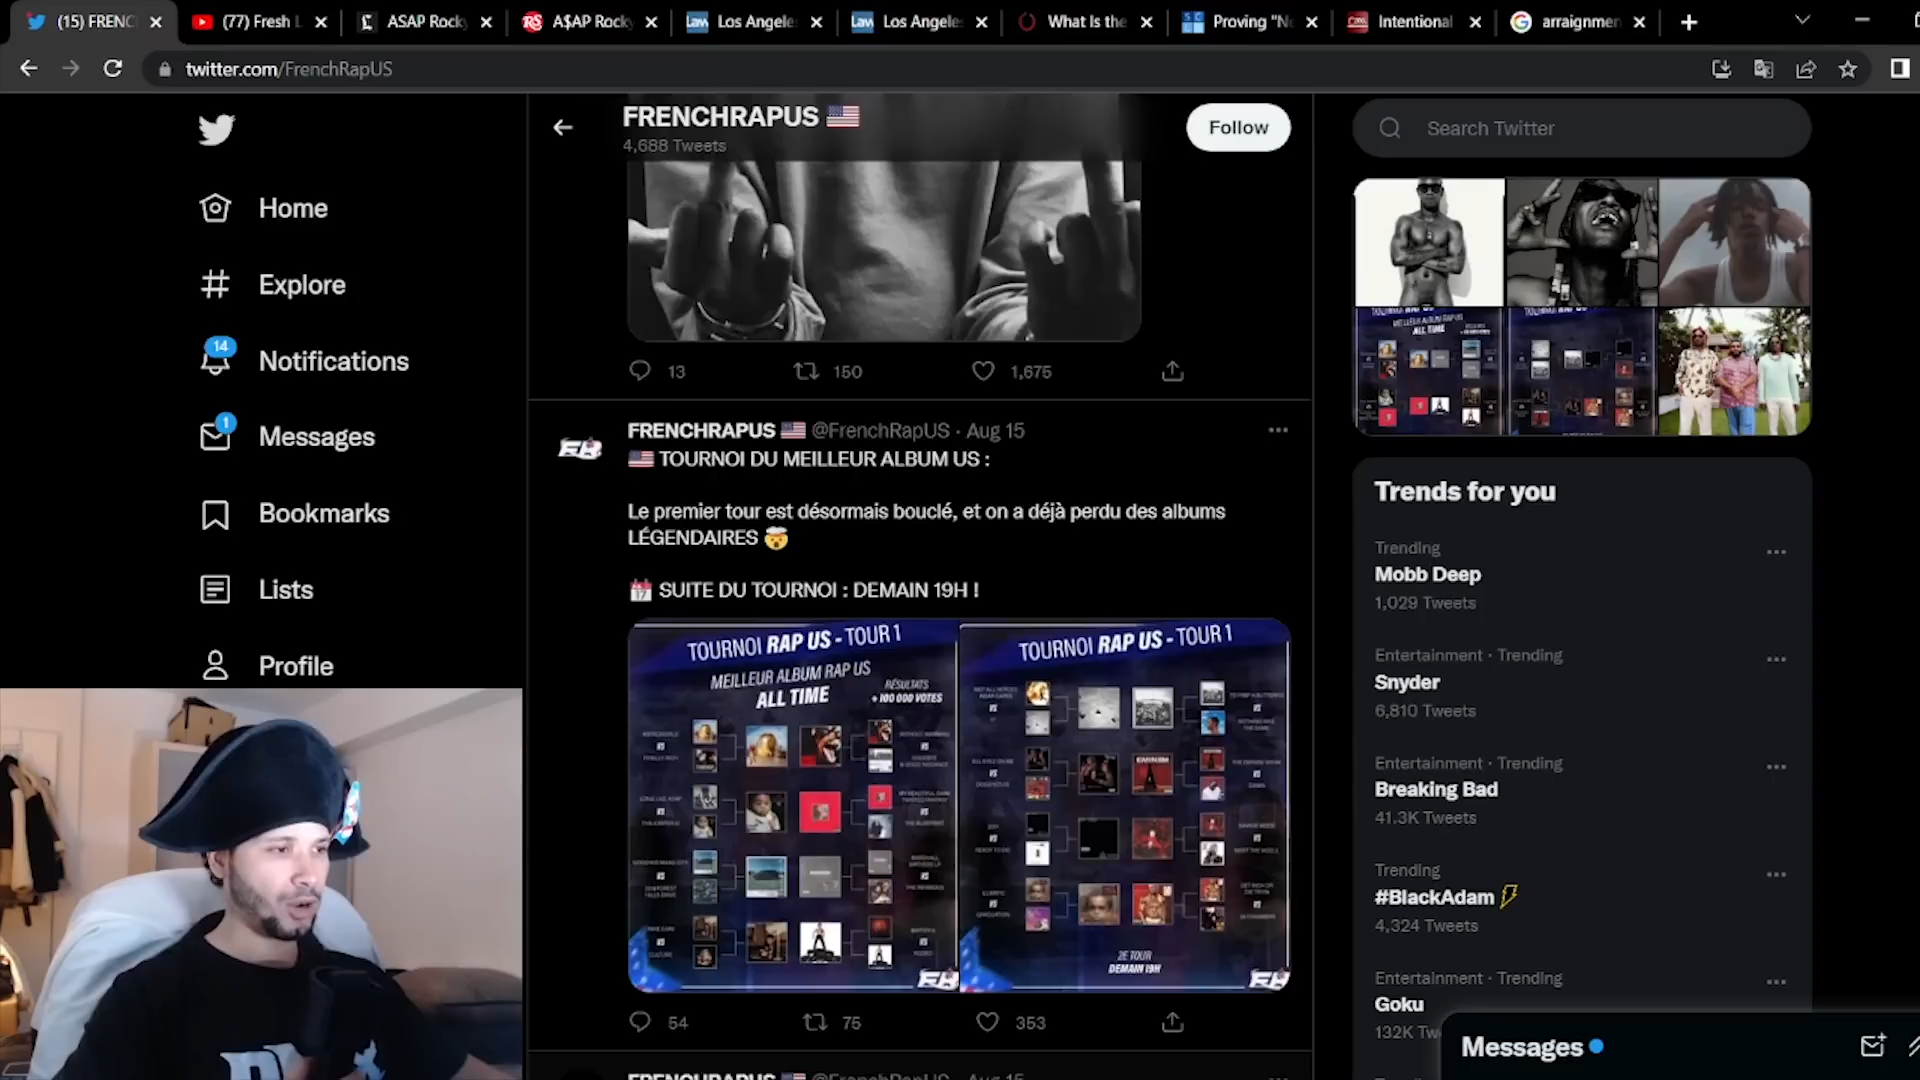 (15) FRENC
(77) Fresh L
ASAP Rocky
A$AP Rocky
Los Angele
Los Angele
What Is the
Proving "N
Intentional
arraignmen
twitter.com/FrenchRapUS
FRENCHRAPUS
4,688 Tweets
Follow
Search Twitter
Home
Explore
14
Notifications
1
Messages
Bookmarks
Lists
Profile
13
150
1,675
FRENCHRAPUS @FrenchRapUS · Aug 15
TOURNOI DU MEILLEUR ALBUM US :
Le premier tour est désormais bouclé, et on a déjà perdu des albums
LÉGENDAIRES
SUITE DU TOURNOI : DEMAIN 19H !
TOURNOI RAP US - TOUR 1
MEILLEUR ALBUM RAP US
ALL TIME
RÉSULTATS
+ 100 000 VOTES
TOURNOI RAP US - TOUR 1
2E TOUR
DEMAIN 19H
54
75
353
FRENCHRAPUS @FrenchRapUS · Aug 15
Trends for you
Trending
Mobb Deep
1,029 Tweets
Entertainment · Trending
Snyder
6,810 Tweets
Entertainment · Trending
Breaking Bad
41.3K Tweets
Trending
#BlackAdam
4,324 Tweets
Entertainment · Trending
Goku
132K Tw
Messages